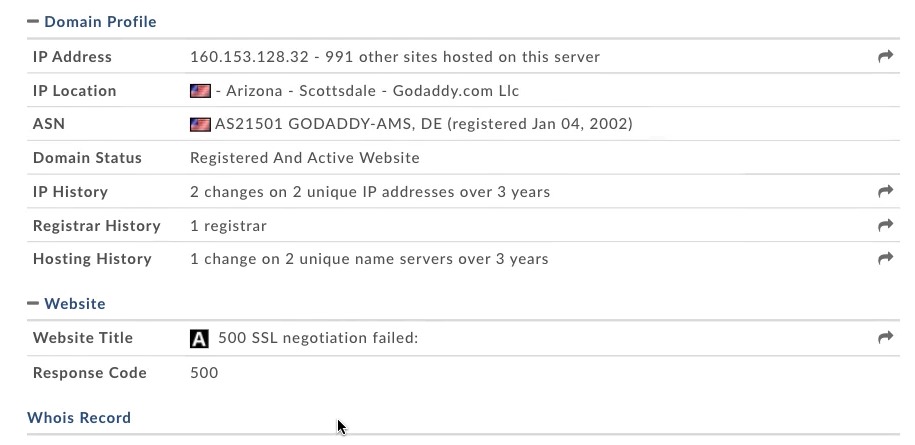 Domain Profile
IP Address 160.153.128.32 - 991 other sites hosted on this server
IP Location - Arizona - Scottsdale - Godaddy.com Llc
ASN AS21501 GODADDY-AMS, DE (registered Jan 04, 2002)
Domain Status Registered And Active Website
IP History 2 changes on 2 unique IP addresses over 3 years
Registrar History 1 registrar
Hosting History 1 change on 2 unique name servers over 3 years
Website
Website Title A 500 SSL negotiation failed:
Response Code 500
Whois Record